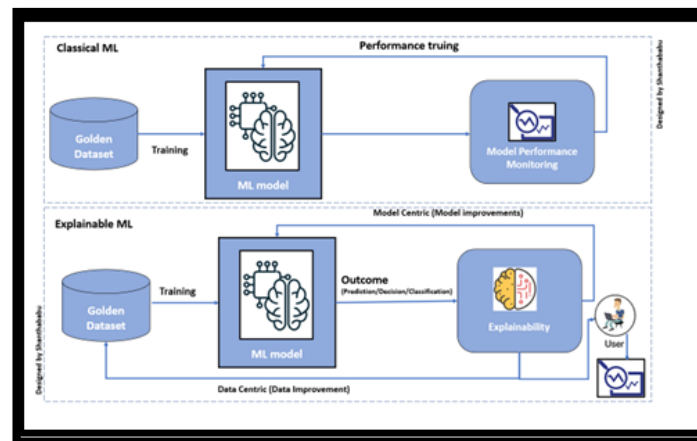 Classical ML
Performance truing
Golden
Dataset
Training
ML model
Model Performance
Monitoring
Designed by Shanthababu
Explainable ML
Model Centric (Model improvements)
Golden
Dataset
Training
ML model
Outcome
(Prediction/Decision/Classification)
Explainability
User
Data Centric (Data Improvement)
Designed by Shanthababu